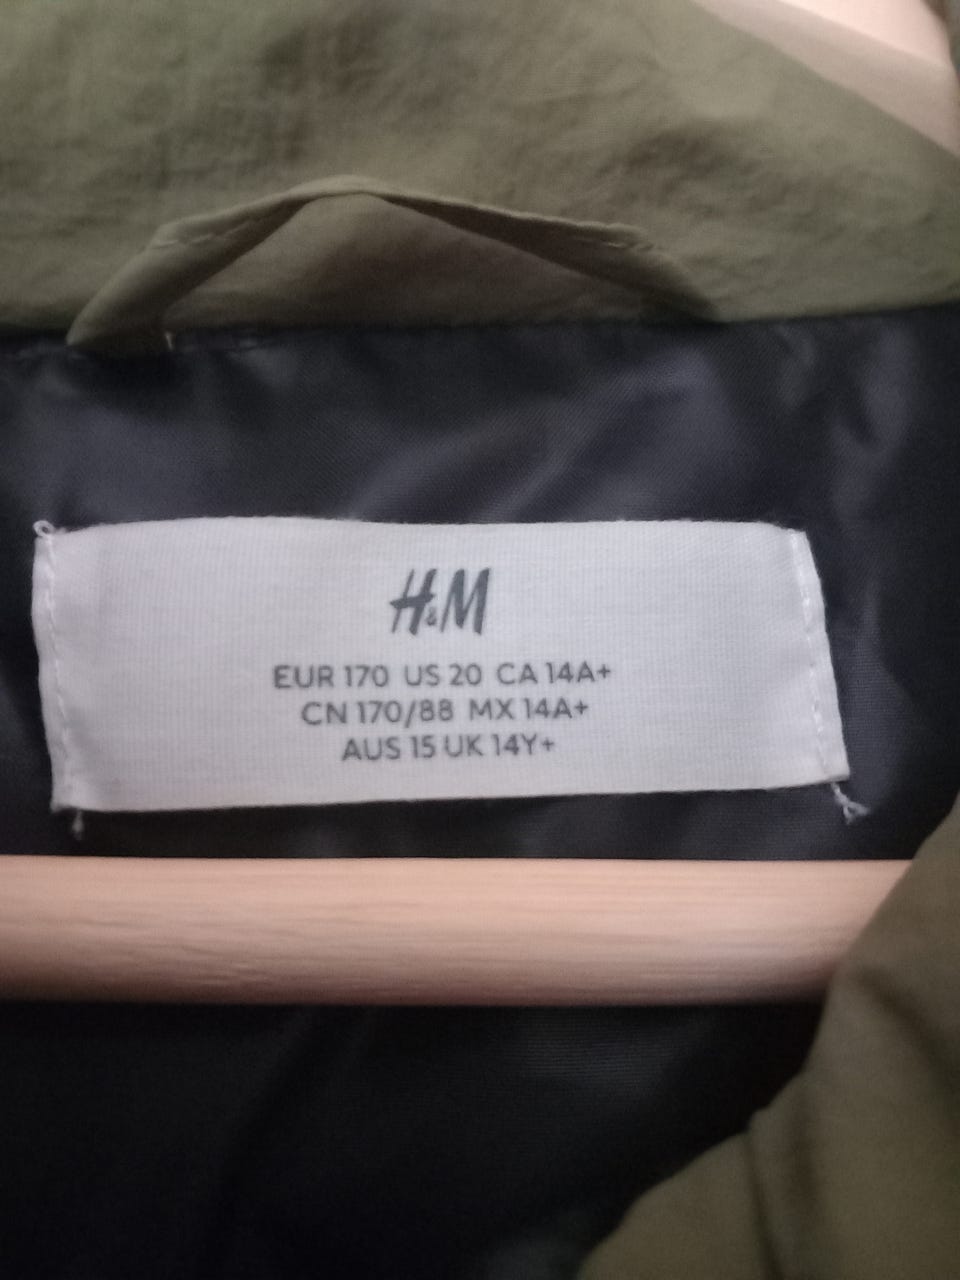 H&M
EUR 170 US 20 CA 14A+
CN 170/88 MX 14A+
AUS 15 UK 14Y+